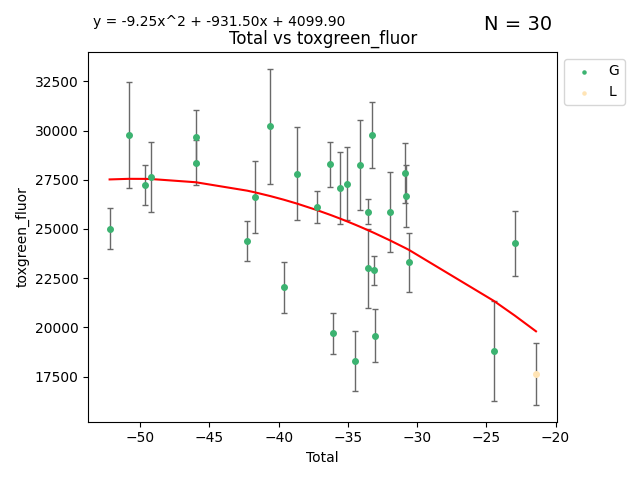 y = -9.25x^2 + -931.50x + 4099.90
N = 30
Total vs toxgreen_fluor
32500
30000
27500
25000
22500
20000
17500
toxgreen_fluor
−50
−45
−40
−35
−30
−25
−20
Total
G
L